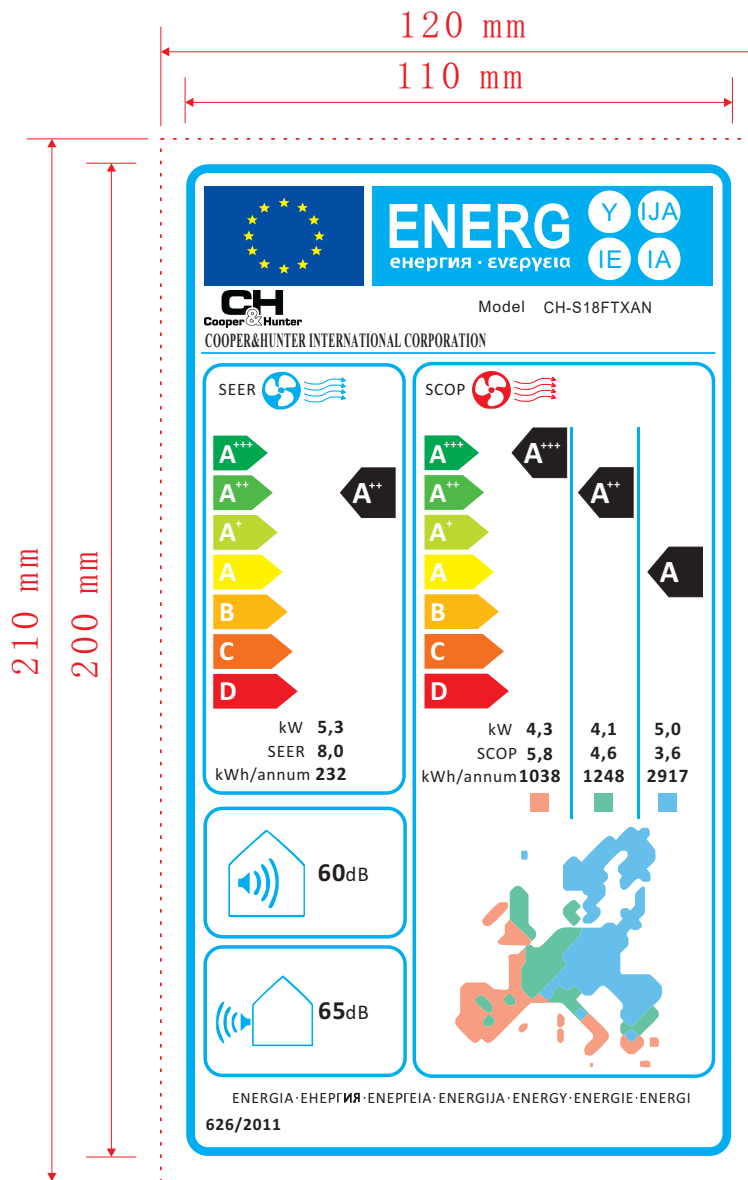 120 mm
110 mm
210 mm
200 mm
ENERG
енергия · ενεργεια
Y IJA
IE IA
CH
Cooper&Hunter
Model CH-S18FTXAN
COOPER&HUNTER INTERNATIONAL CORPORATION
SEER
A+++
A++
A+
A
B
C
D
A++
kW 5,3
SEER 8,0
kWh/annum 232
SCOP
A+++
A++
A+
A
B
C
D
A+++
A++
A
kW 4,3 4,1 5,0
SCOP 5,8 4,6 3,6
kWh/annum 1038 1248 2917
60dB
65dB
ENERGIA·ЕНЕРГИЯ·ΕΝΕΡΓΕΙΑ·ENERGIJA·ENERGY·ENERGIE·ENERGI
626/2011